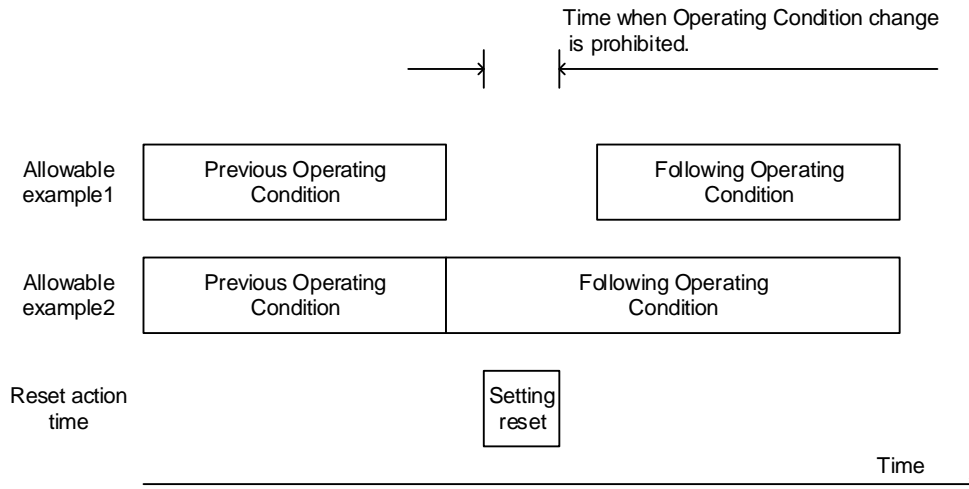 Time when Operating Condition change
is prohibited.
Allowable
example1
Previous Operating
Condition
Following Operating
Condition
Allowable
example2
Previous Operating
Condition
Following Operating
Condition
Reset action
time
Setting
reset
Time